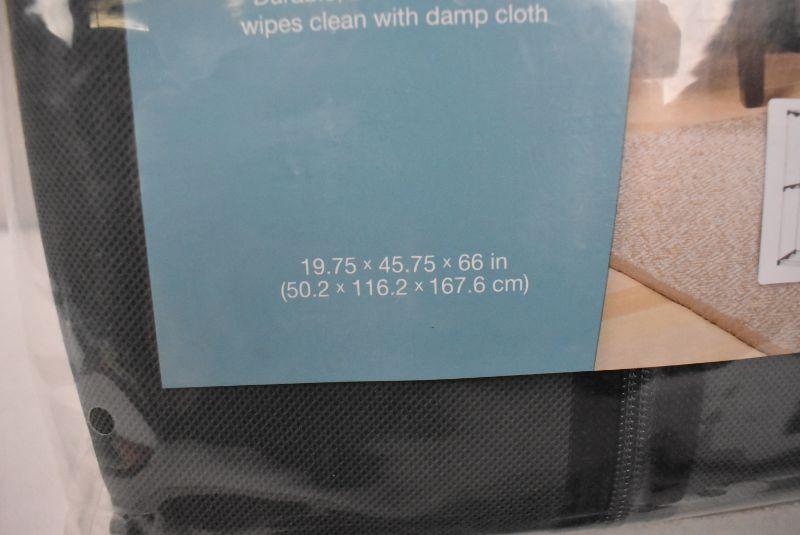 wipes clean with damp cloth
19.75 x 45.75 x 66 in
(50.2 x 116.2 x 167.6 cm)